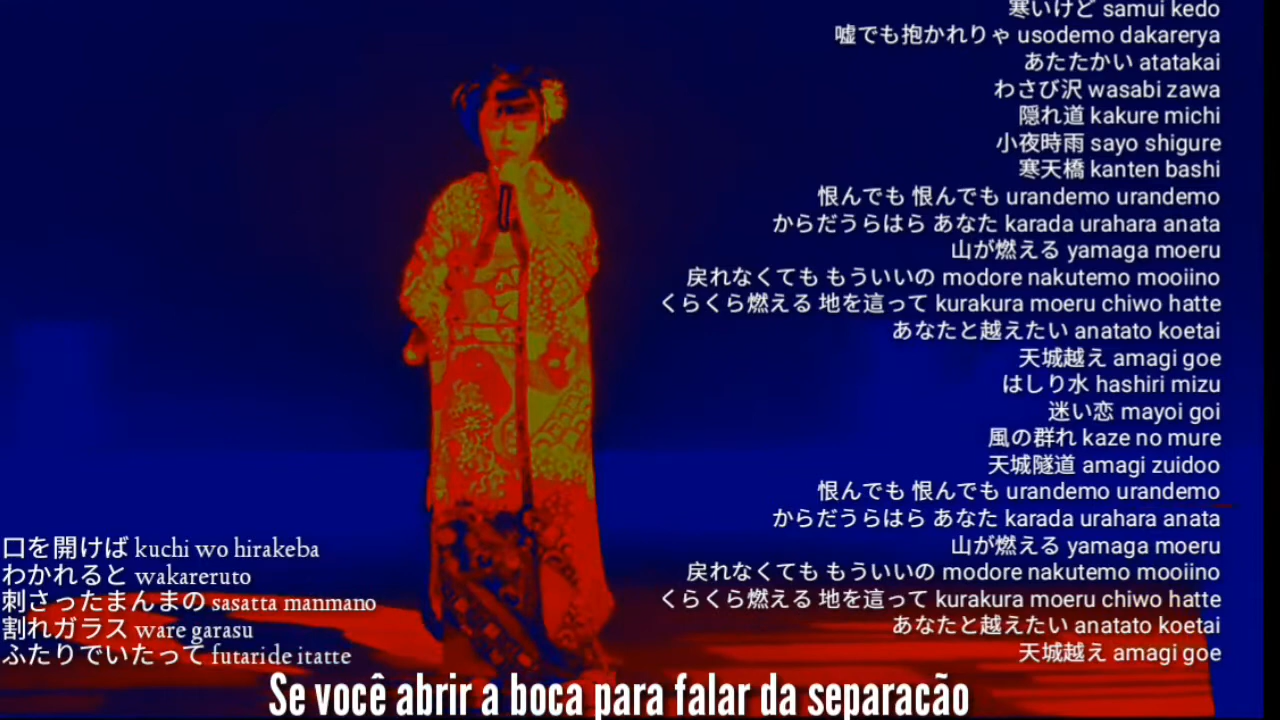 寒いけど samui kedo
嘘でも抱かれりゃ usodemo dakarerya
あたたかい atatakai
わさび沢 wasabi zawa
隠れ道 kakure michi
小夜時雨 sayo shigure
寒天橋 kanten bashi
恨んでも 恨んでも urandemo urandemo
からだうらはら あなた karada urahara anata
山が燃える yamaga moeru
戻れなくても もういいの modore nakutemo mooiino
くらくら燃える 地を這って kurakura moeru chiwo hatte
あなたと越えたい anatato koetai
天城越え amagi goe
はしり水 hashiri mizu
迷い恋 mayoi goi
風の群れ kaze no mure
天城隧道 amagi zuidoo
恨んでも 恨んでも urandemo urandemo
からだうらはら あなた karada urahara anata
山が燃える yamaga moeru
戻れなくても もういいの modore nakutemo mooiino
くらくら燃える 地を這って kurakura moeru chiwo hatte
あなたと越えたい anatato koetai
天城越え amagi goe
口を開けば kuchi wo hirakeba
わかれると wakareruto
刺さったまんまの sasatta manmano
割れガラス ware garasu
ふたりでいたって futaride itatte
Se você abrir a boca para falar da separacão